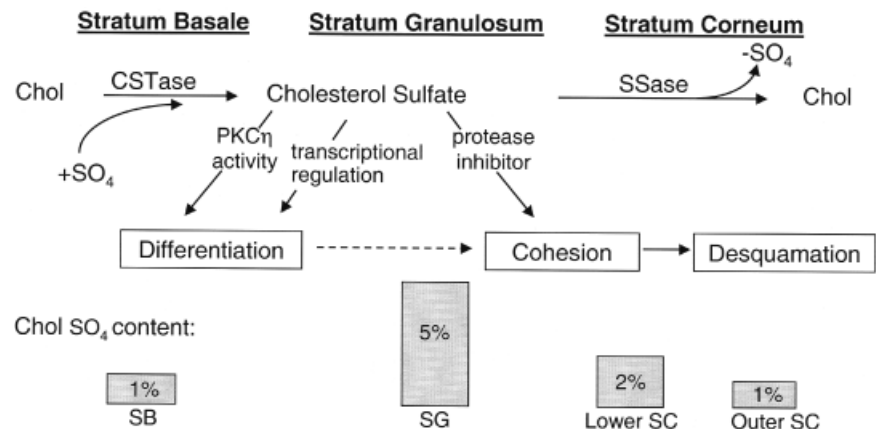 Stratum Basale Stratum Granulosum Stratum Corneum
-SO₄
CSTase SSase
Chol Cholesterol Sulfate Chol
+SO₄
PKCη
activity
transcriptional
regulation
protease
inhibitor
Differentiation Cohesion Desquamation
Chol SO₄ content:
1% 5% 2% 1%
SB SG Lower SC Outer SC